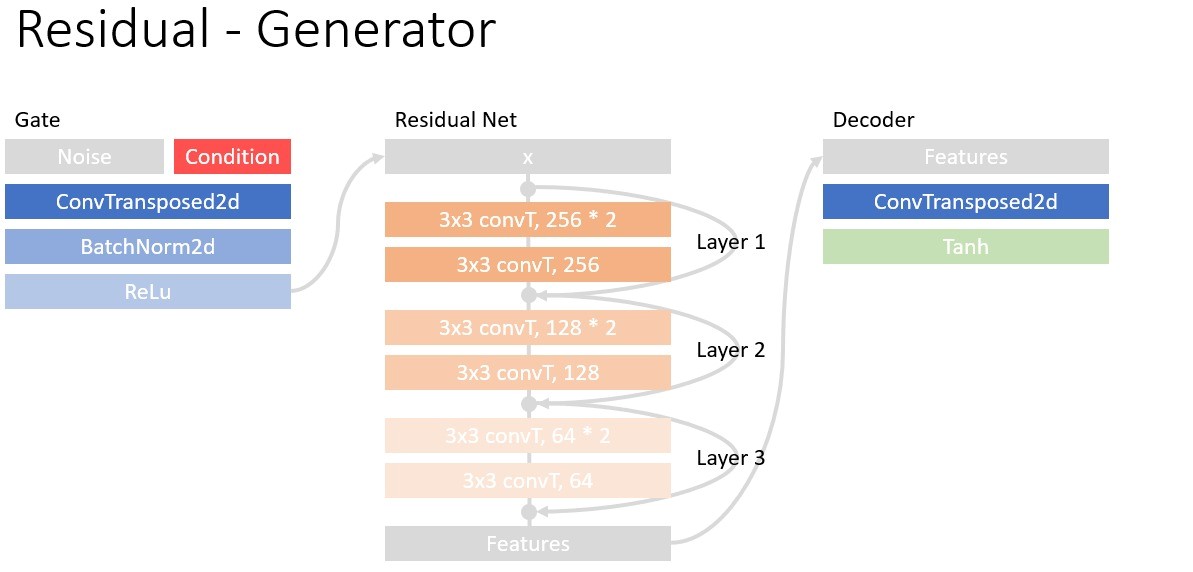 Residual - Generator
Gate
Noise
Condition
ConvTransposed2d
BatchNorm2d
ReLu
Residual Net
x
3x3 convT, 256 * 2
3x3 convT, 256
Layer 1
3x3 convT, 128 * 2
3x3 convT, 128
Layer 2
3x3 convT, 64 * 2
3x3 convT, 64
Layer 3
Features
Decoder
Features
ConvTransposed2d
Tanh